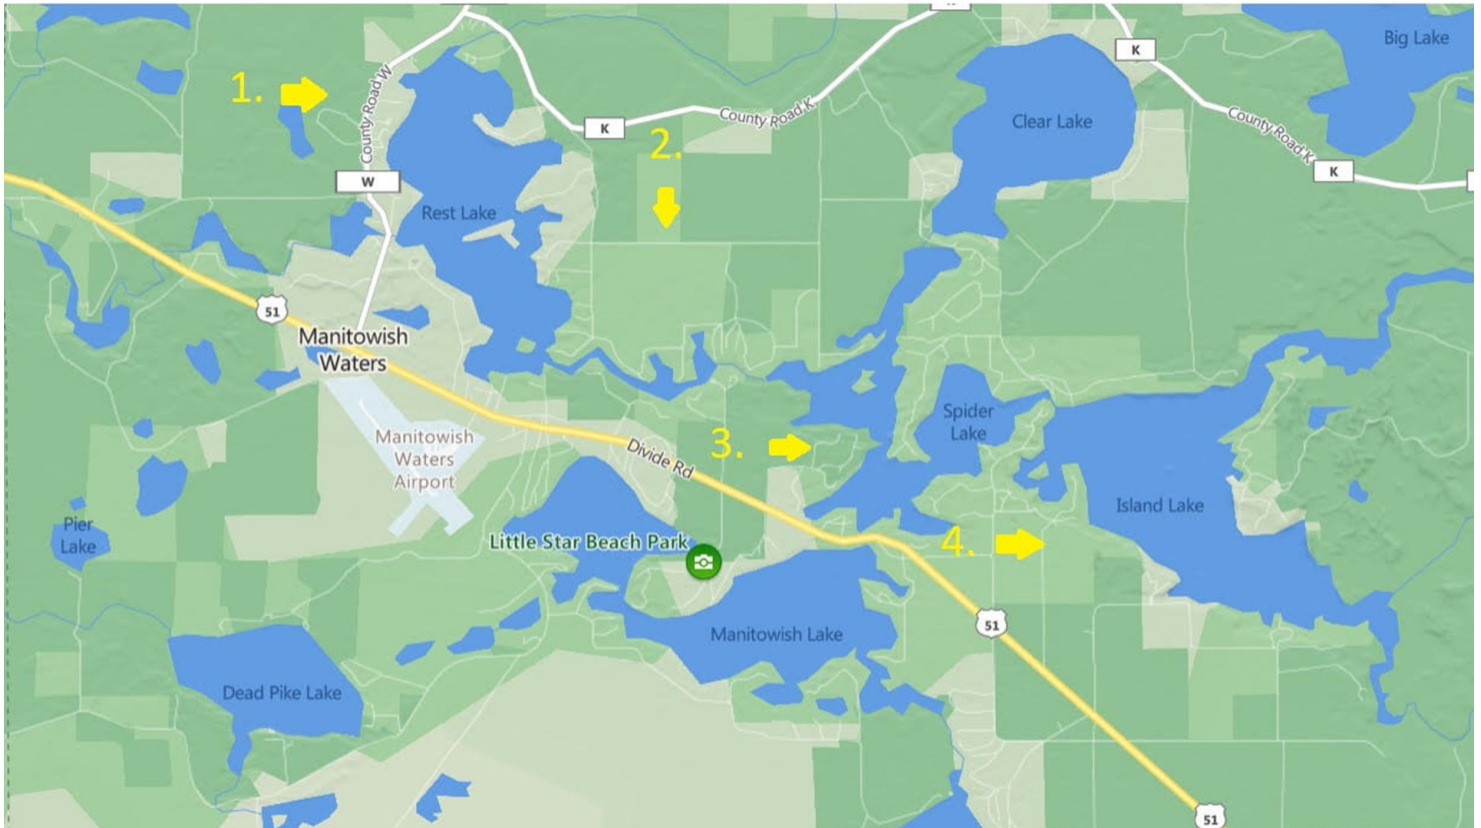 Big Lake
K
1.
County Road W
K
County Road K
Clear Lake
County Road K
2.
K
W
Rest Lake
51
Manitowish
Waters
Spider
Lake
Manitowish
Waters
Airport
3.
Divide Rd
Island Lake
Pier
Lake
Little Star Beach Park
4.
Manitowish Lake
51
Dead Pike Lake
51